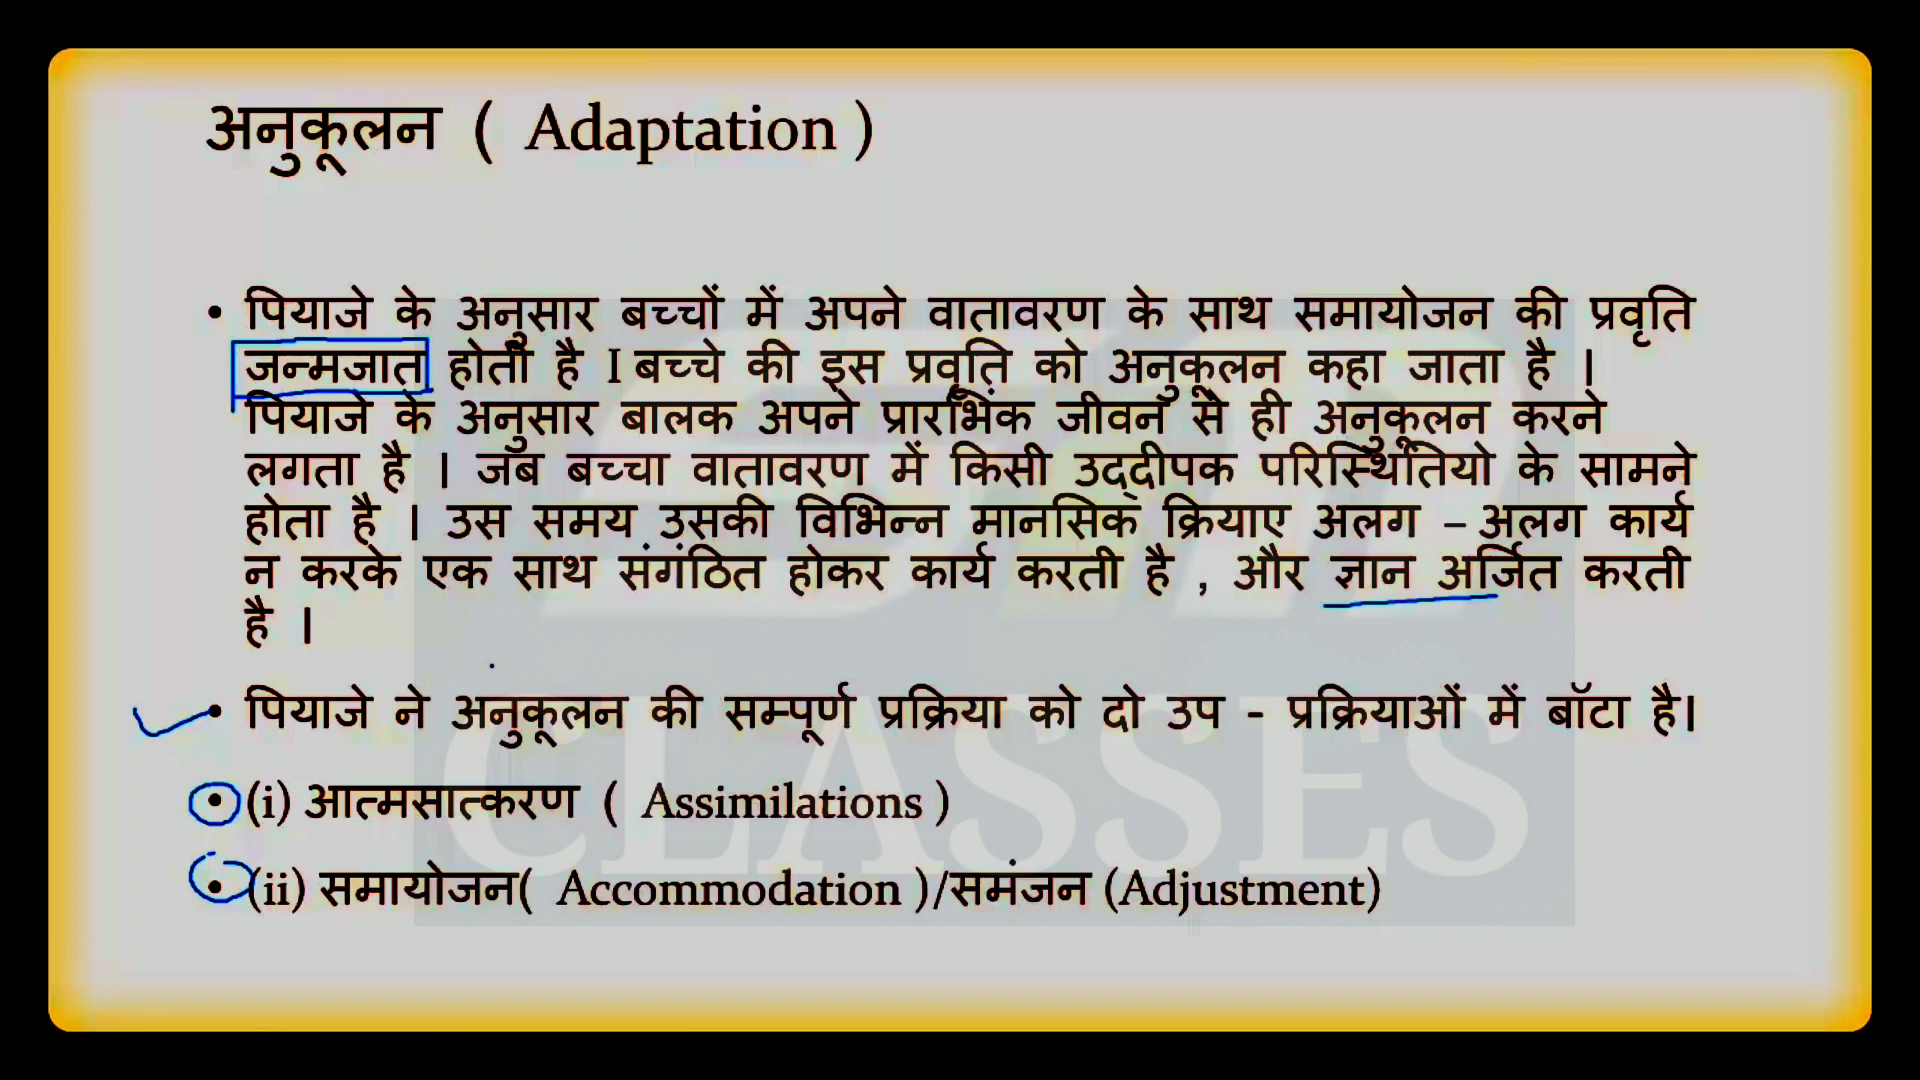 अनुकूलन ( Adaptation )
• पियाजे के अनुसार बच्चों में अपने वातावरण के साथ समायोजन की प्रवृति
जन्मजात होती है I बच्चे की इस प्रवृति को अनुकूलन कहा जाता है ।
पियाजे के अनुसार बालक अपने प्रारंभिक जीवन से ही अनुकूलन करने
लगता है । जब बच्चा वातावरण में किसी उद्दीपक परिस्थितियो के सामने
होता है । उस समय उसकी विभिन्न मानसिक क्रियाए अलग – अलग कार्य
न करके एक साथ संगंठित होकर कार्य करती है , और ज्ञान अर्जित करती
है ।
• पियाजे ने अनुकूलन की सम्पूर्ण प्रक्रिया को दो उप - प्रक्रियाओं में बॉटा है।
• (i) आत्मसात्करण ( Assimilations )
• (ii) समायोजन( Accommodation )/समंजन (Adjustment)
CLASSES